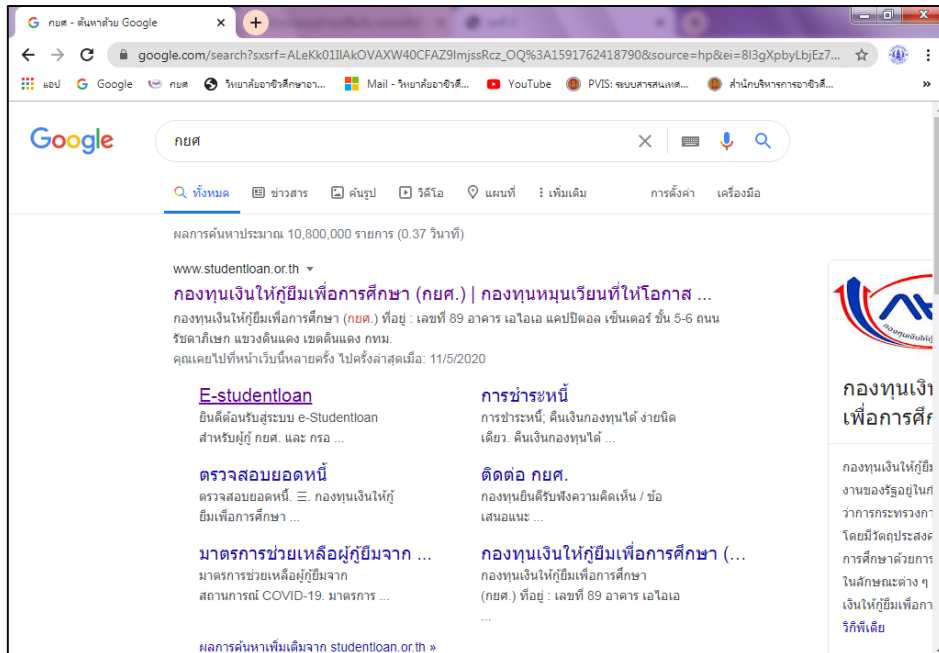 กยศ - ค้นหาด้วย Google
google.com/search?sxsrf=ALeKk01IIAkOVAXW40CFAZ9ImjssRcz_OQ%3A1591762418790&source=hp&ei=8I3gXpbyLbjEz7...
แอป Google กยศ วิทยาลัยอาชีวศึกษาอา... Mail - วิทยาลัยอาชีวศึ... YouTube PVIS: ระบบสารสนเทศ... สำนักบริหารการอาชีวศึ... »
Google
กยศ
ทั้งหมด ข่าวสาร ค้นรูป วิดีโอ แผนที่ เพิ่มเติม การตั้งค่า เครื่องมือ
ผลการค้นหาประมาณ 10,800,000 รายการ (0.37 วินาที)
www.studentloan.or.th
กองทุนเงินให้กู้ยืมเพื่อการศึกษา (กยศ.) | กองทุนหมุนเวียนที่ให้โอกาส ...
กองทุนเงินให้กู้ยืมเพื่อการศึกษา (กยศ.) ที่อยู่ : เลขที่ 89 อาคาร เอไอเอ แคปปิตอล เซ็นเตอร์ ชั้น 5-6 ถนน
รัชดาภิเษก แขวงดินแดง เขตดินแดง กทม.
คุณเคยไปที่หน้าเว็บนี้หลายครั้ง ไปครั้งล่าสุดเมื่อ: 11/5/2020
E-studentloan
ยินดีต้อนรับสู่ระบบ e-Studentloan
สำหรับผู้กู้ กยศ. และ กรอ ...
การชำระหนี้
การชำระหนี้; คืนเงินกองทุนได้ ง่ายนิด
เดียว. คืนเงินกองทุนได้ ...
ตรวจสอบยอดหนี้
ตรวจสอบยอดหนี้. ☰. กองทุนเงินให้กู้
ยืมเพื่อการศึกษา ...
ติดต่อ กยศ.
กองทุนยินดีรับฟังความคิดเห็น / ข้อ
เสนอแนะ ...
มาตรการช่วยเหลือผู้กู้ยืมจาก ...
มาตรการช่วยเหลือผู้กู้ยืมจาก
สถานการณ์ COVID-19. มาตรการ ...
กองทุนเงินให้กู้ยืมเพื่อการศึกษา (...
กองทุนเงินให้กู้ยืมเพื่อการศึกษา
(กยศ.) ที่อยู่ : เลขที่ 89 อาคาร เอไอเอ
...
ผลการค้นหาเพิ่มเติมจาก studentloan.or.th »
กองทุนเงินให้
กองทุนเงิน
เพื่อการศึก
กองทุนเงินให้กู้ยืม
งานของรัฐอยู่ในกำ
ว่าการกระทรวงกา
โดยมีวัตถุประสงค
การศึกษาด้วยการ
ในลักษณะต่าง ๆ
เงินให้กู้ยืมเพื่อกา
วิกิพีเดีย